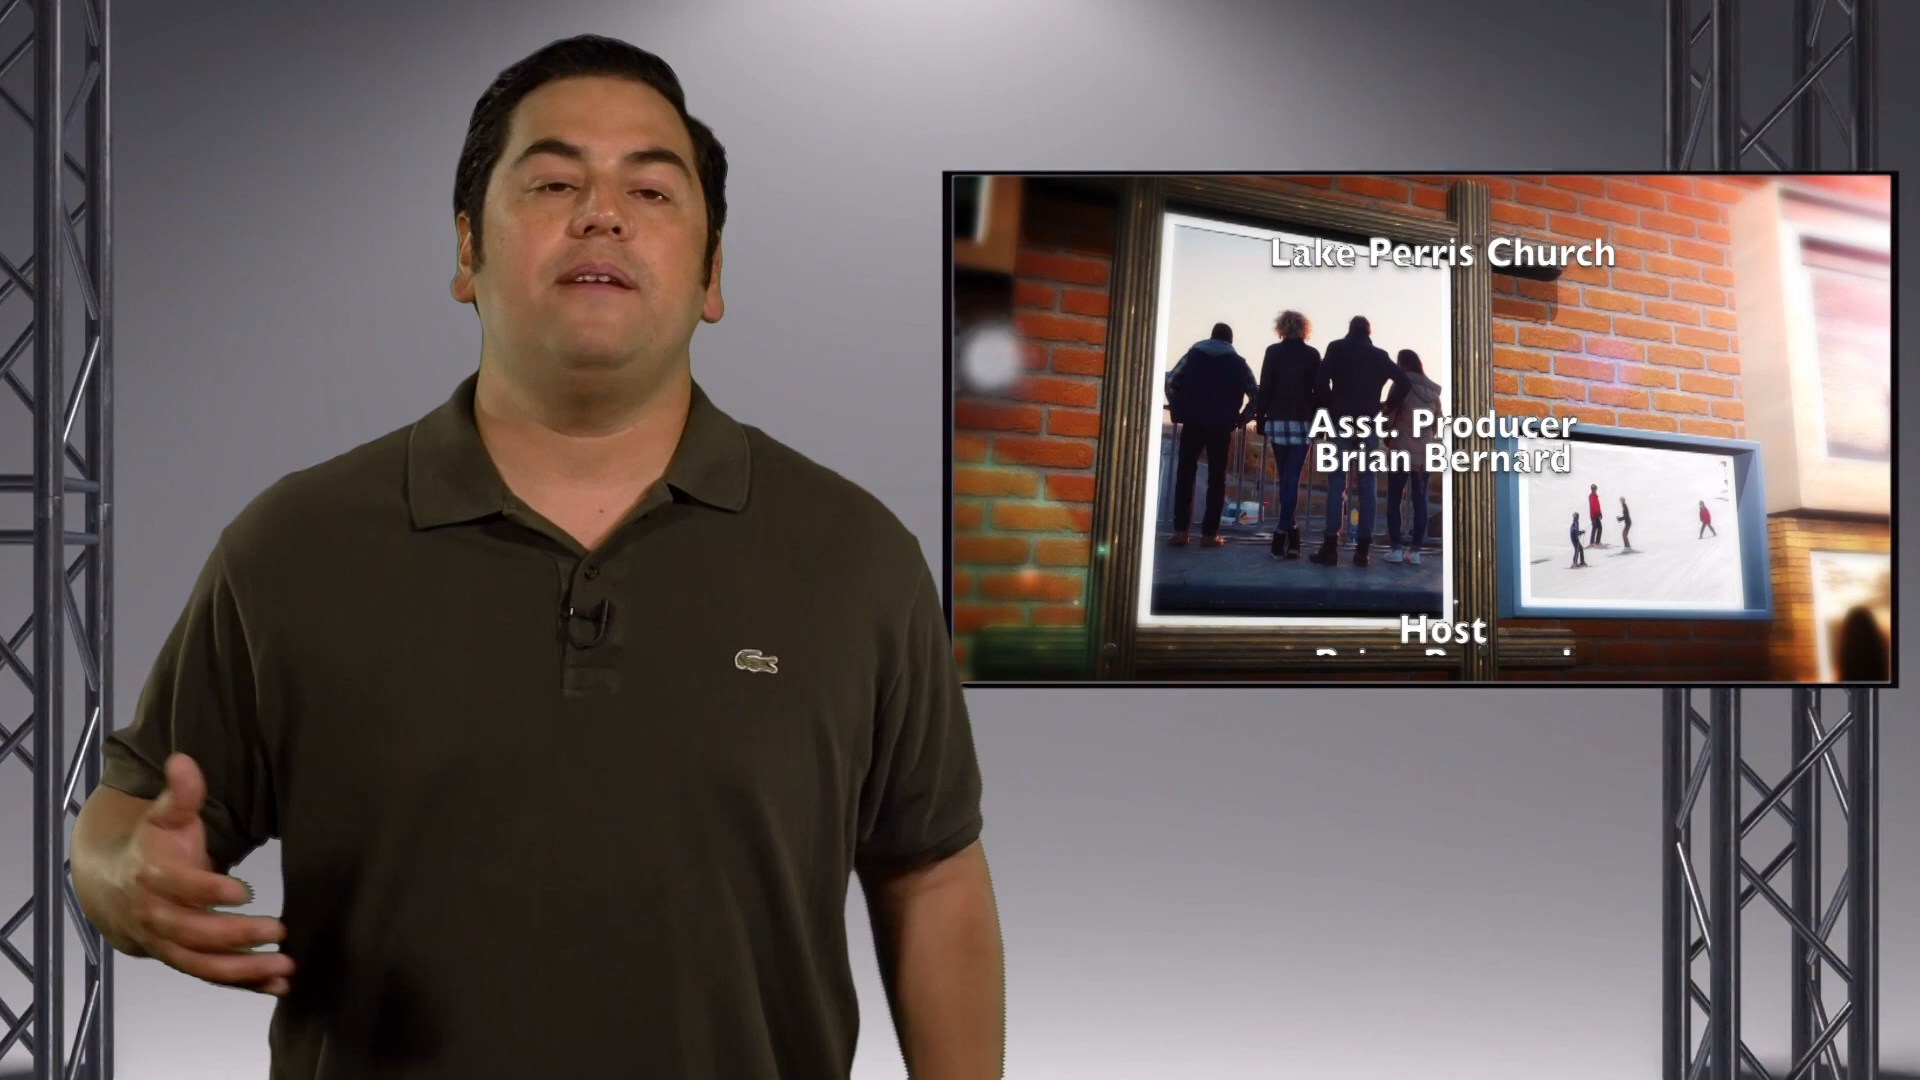 Lake Perris Church
Asst. Producer
Brian Bernard
Host